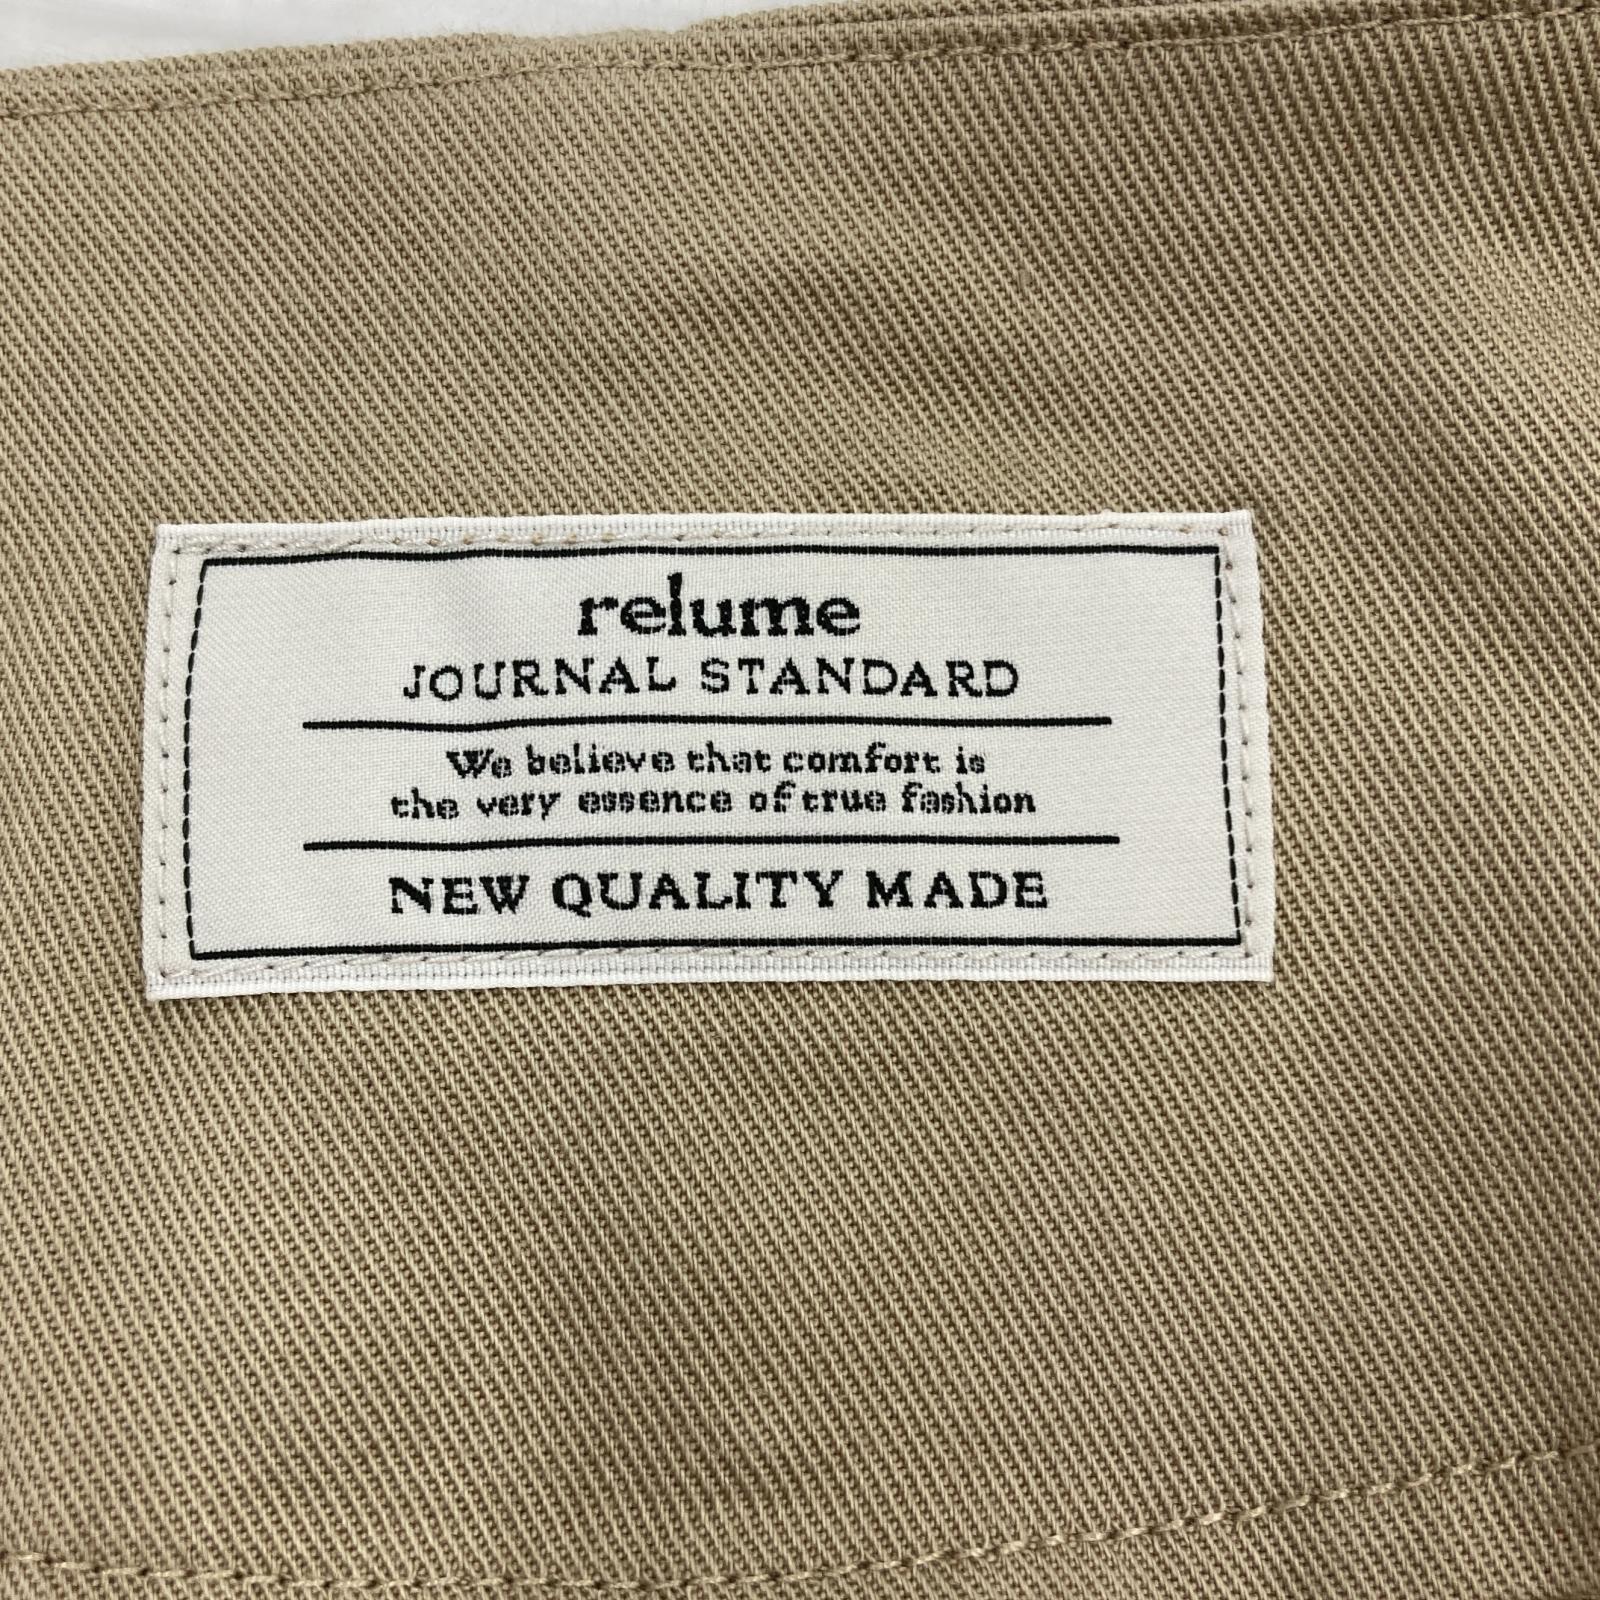 relume
JOURNAL STANDARD
We believe that comfort is
the very essence of true fashion
NEW QUALITY MADE